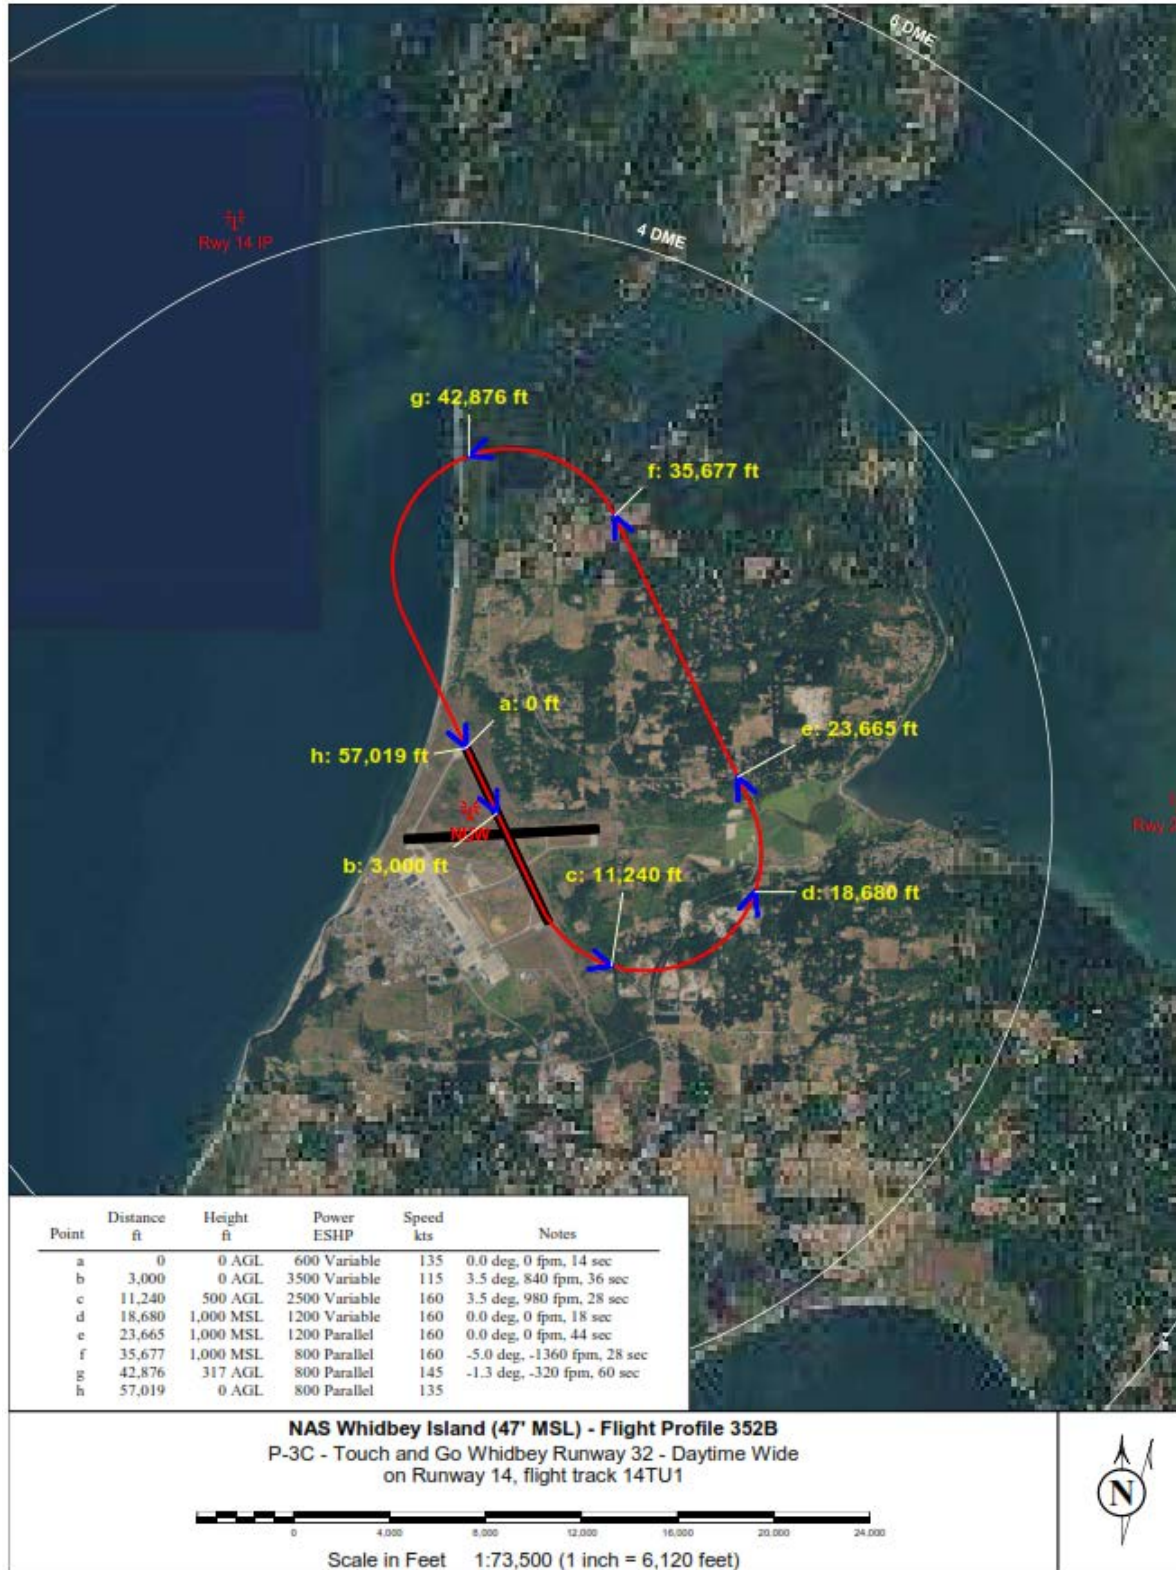 6 DME
Rwy 14 IP
4 DME
g: 42,876 ft
f: 35,677 ft
a: 0 ft
e: 23,665 ft
h: 57,019 ft
NUW
b: 3,000 ft
c: 11,240 ft
d: 18,680 ft
Rwy 2
Point Distance ft Height ft Power ESHP Speed kts Notes
a 0 0 AGL 600 Variable 135 0.0 deg, 0 fpm, 14 sec
b 3,000 0 AGL 3500 Variable 115 3.5 deg, 840 fpm, 36 sec
c 11,240 500 AGL 2500 Variable 160 3.5 deg, 980 fpm, 28 sec
d 18,680 1,000 MSL 1200 Variable 160 0.0 deg, 0 fpm, 18 sec
e 23,665 1,000 MSL 1200 Parallel 160 0.0 deg, 0 fpm, 44 sec
f 35,677 1,000 MSL 800 Parallel 160 -5.0 deg, -1360 fpm, 28 sec
g 42,876 317 AGL 800 Parallel 145 -1.3 deg, -320 fpm, 60 sec
h 57,019 0 AGL 800 Parallel 135
NAS Whidbey Island (47' MSL) - Flight Profile 352B
P-3C - Touch and Go Whidbey Runway 32 - Daytime Wide
on Runway 14, flight track 14TU1
0 4,000 8,000 12,000 16,000 20,000 24,000
Scale in Feet 1:73,500 (1 inch = 6,120 feet)
N